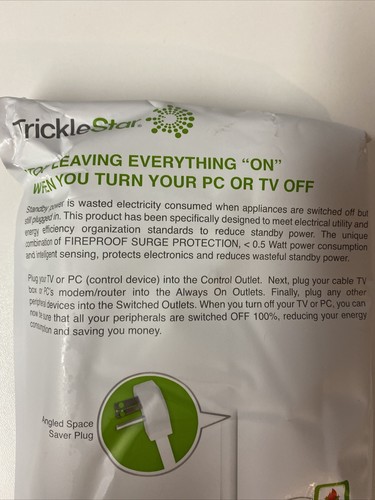 TrickleStar
STOP LEAVING EVERYTHING “ON”
WHEN YOU TURN YOUR PC OR TV OFF
Standby power is wasted electricity consumed when appliances are switched off but
still plugged in. This product has been specifically designed to meet electrical utility and
energy efficiency organization standards to reduce standby power. The unique
combination of FIREPROOF SURGE PROTECTION, < 0.5 Watt power consumption
and intelligent sensing, protects electronics and reduces wasteful standby power.
Plug your TV or PC (control device) into the Control Outlet. Next, plug your cable TV
box or PC's modem/router into the Always On Outlets. Finally, plug any other
peripheral devices into the Switched Outlets. When you turn off your TV or PC, you can
now be sure that all your peripherals are switched OFF 100%, reducing your energy
consumption and saving you money.
Angled Space
Saver Plug